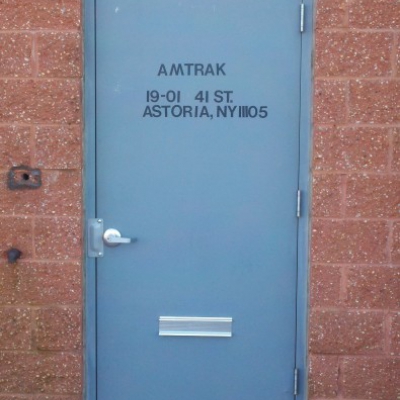 AMTRAK
19-01 41 ST.
ASTORIA, NY 11105